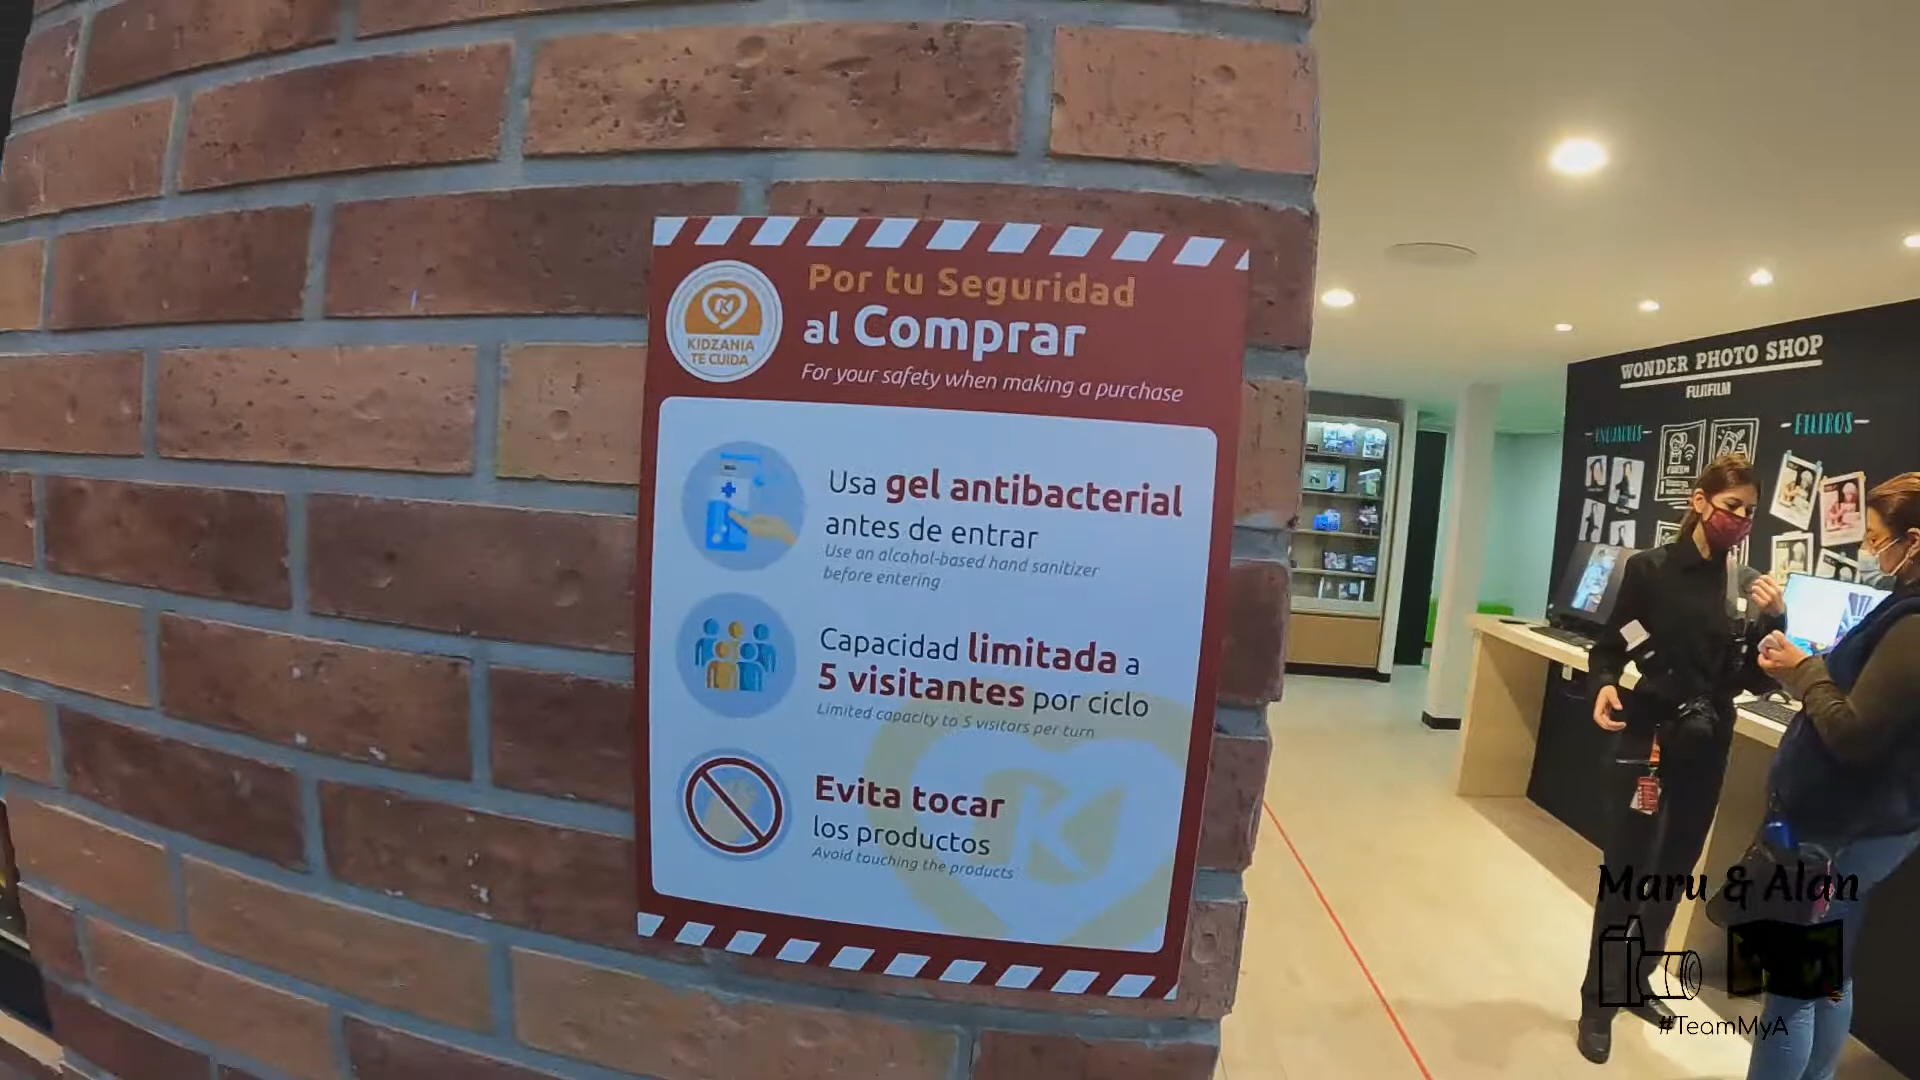 Por tu Seguridad
al Comprar
For your safety when making a purchase
KIDZANIA
TE CUIDA
Usa gel antibacterial
antes de entrar
Use an alcohol-based hand sanitizer
before entering
Capacidad limitada a
5 visitantes por ciclo
Limited capacity to 5 visitors per turn
Evita tocar
los productos
Avoid touching the products
K
WONDER PHOTO SHOP
FUJIFILM
-FILTROS-
Maru & Alan
#TeamMyA